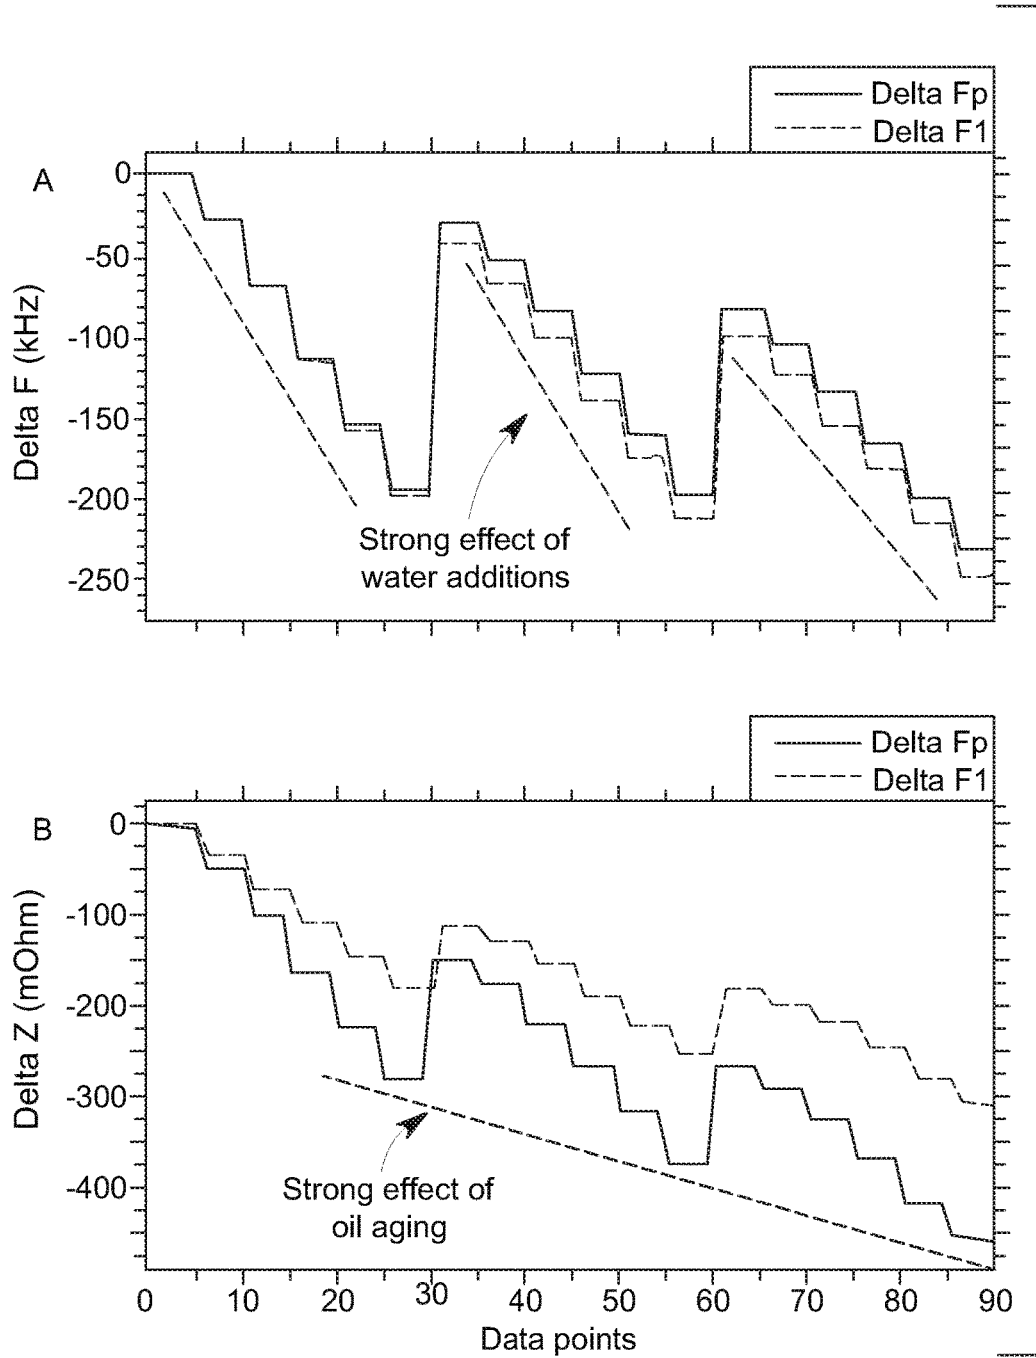 Delta Fp
Delta F1
A
0
-50
-100
-150
-200
-250
Delta F (kHz)
Strong effect of
water additions
Delta Fp
Delta F1
B
0
-100
-200
-300
-400
Delta Z (mOhm)
Strong effect of
oil aging
0 10 20 30 40 50 60 70 80 90
Data points